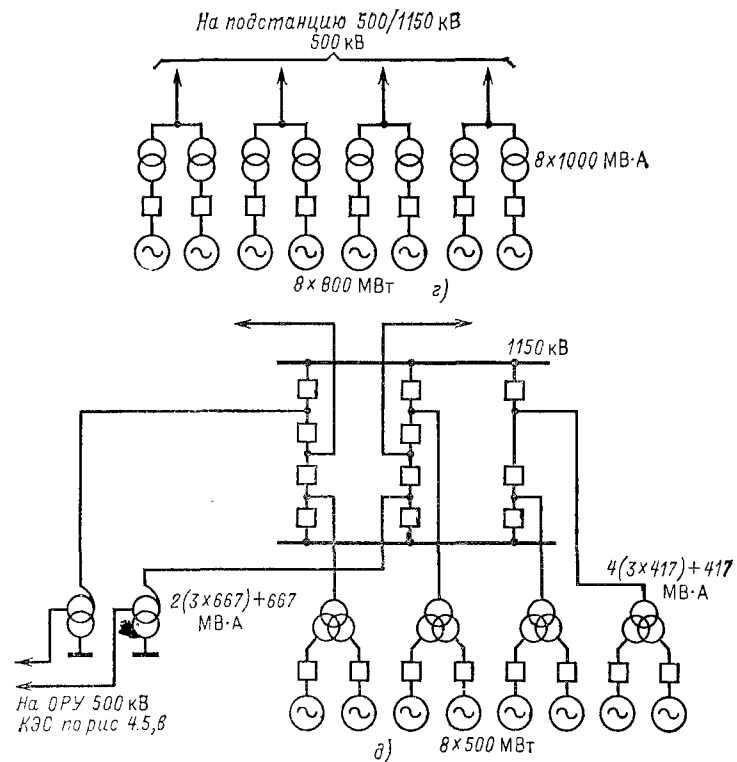 На подстанцию 500/1150 кВ
500 кВ
8×1000 МВ·А
8×800 МВт
г)
1150 кВ
4(3×417)+417
МВ·А
2(3×667)+667
МВ·А
На ОРУ 500 кВ
КЭС по рис 4.5,в
8×500 МВт
д)